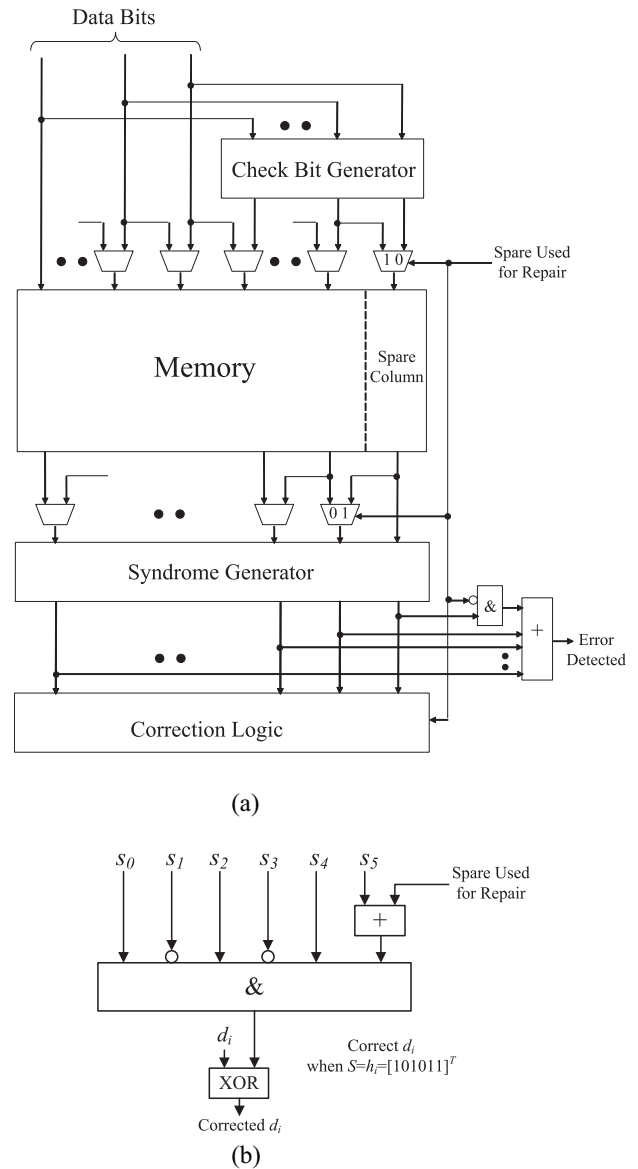 Data Bits
Check Bit Generator
1 0
Spare Used
for Repair
Memory
Spare
Column
0 1
Syndrome Generator
&
+
Error
Detected
Correction Logic
(a)
s0 s1 s2 s3 s4 s5
Spare Used
for Repair
+
&
di
Correct di
when S=hi=[101011]^T
XOR
Corrected di
(b)